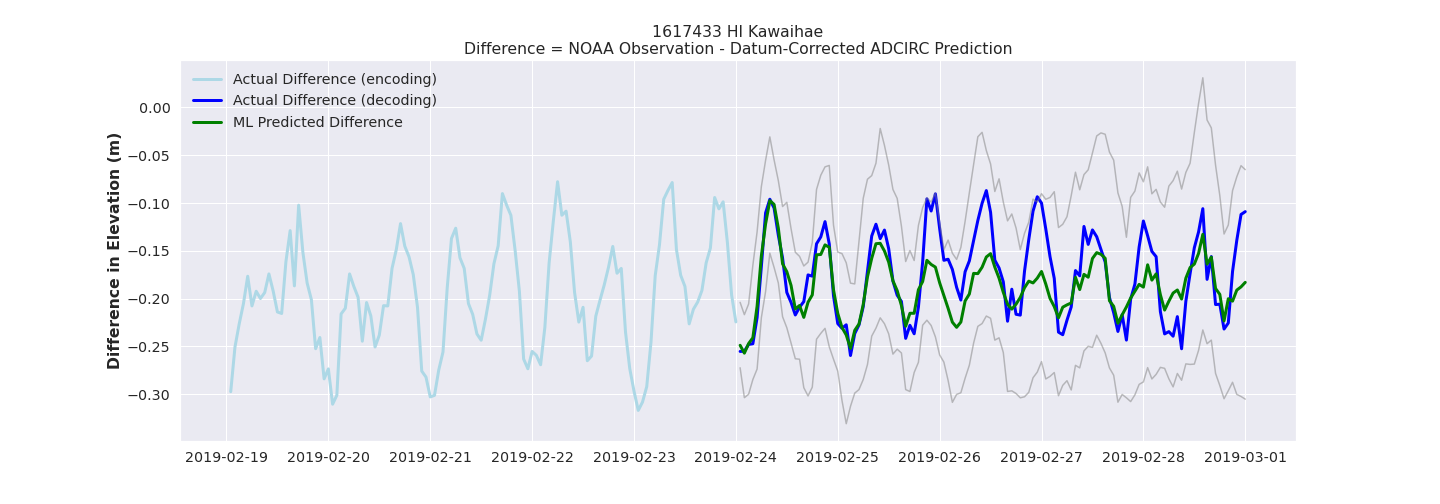 1617433 HI Kawaihae
Difference = NOAA Observation - Datum-Corrected ADCIRC Prediction
Actual Difference (encoding)
Actual Difference (decoding)
ML Predicted Difference
Difference in Elevation (m)
0.00
−0.05
−0.10
−0.15
−0.20
−0.25
−0.30
2019-02-19 2019-02-20 2019-02-21 2019-02-22 2019-02-23 2019-02-24 2019-02-25 2019-02-26 2019-02-27 2019-02-28 2019-03-01